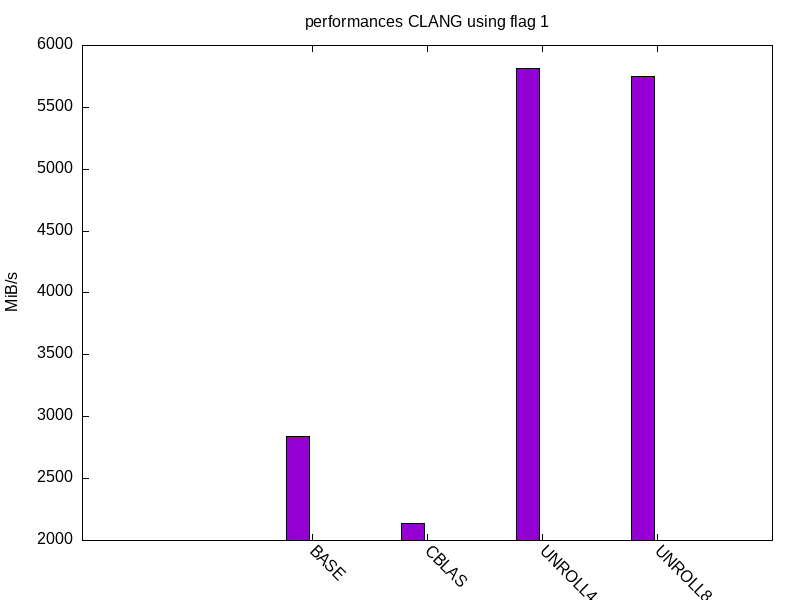 performances CLANG using flag 1
6000
5500
5000
4500
4000
3500
3000
2500
2000
MiB/s
BASE
CBLAS
UNROLL4
UNROLL8